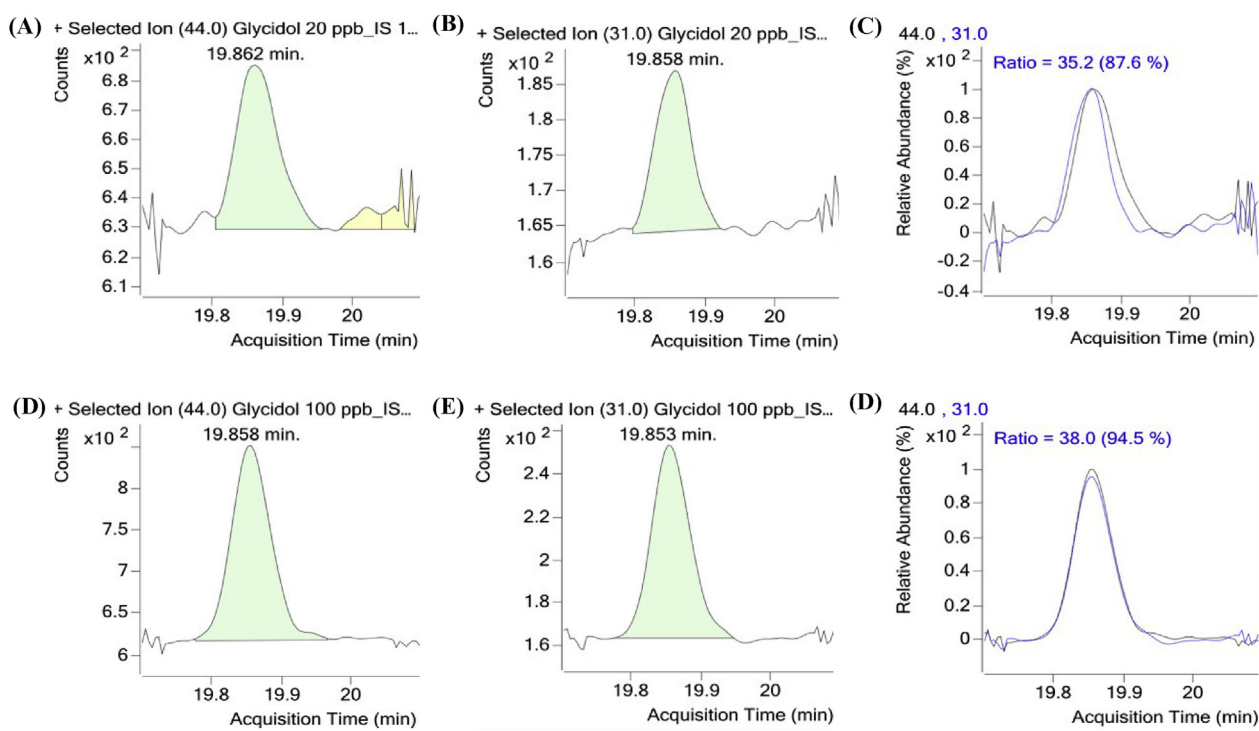 (A) + Selected Ion (44.0) Glycidol 20 ppb_IS 1...
x10 2
19.862 min.
Counts
6.8
6.7
6.6
6.5
6.4
6.3
6.2
6.1
19.8 19.9 20
Acquisition Time (min)
(B) + Selected Ion (31.0) Glycidol 20 ppb_IS...
x10 2
19.858 min.
Counts
1.85
1.8
1.75
1.7
1.65
1.6
19.8 19.9 20
Acquisition Time (min)
(C) 44.0 , 31.0
x10 2
Ratio = 35.2 (87.6 %)
Relative Abundance (%)
1
0.8
0.6
0.4
0.2
0
-0.2
-0.4
19.8 19.9 20
Acquisition Time (min)
(D) + Selected Ion (44.0) Glycidol 100 ppb_IS...
x10 2
19.858 min.
Counts
8
7.5
7
6.5
6
19.8 19.9 20
Acquisition Time (min)
(E) + Selected Ion (31.0) Glycidol 100 ppb_IS...
x10 2
19.853 min.
Counts
2.4
2.2
2
1.8
1.6
19.8 19.9 20
Acquisition Time (min)
(D) 44.0 , 31.0
x10 2
Ratio = 38.0 (94.5 %)
Relative Abundance (%)
1
0.8
0.6
0.4
0.2
0
19.8 19.9 20
Acquisition Time (min)